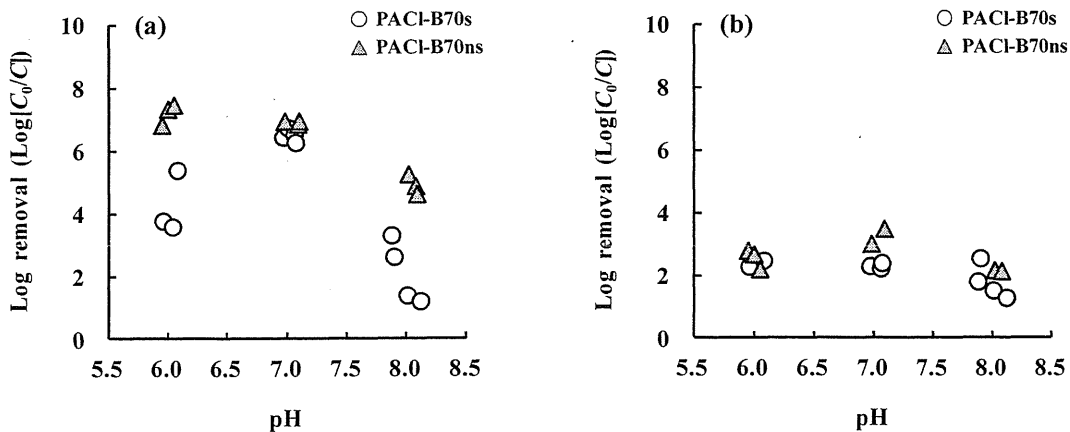 (a)
PACl-B70s
PACl-B70ns
Log removal (Log[C₀/C])
10
8
6
4
2
0
5.5 6.0 6.5 7.0 7.5 8.0 8.5
pH
(b)
PACl-B70s
PACl-B70ns
Log removal (Log[C₀/C])
10
8
6
4
2
0
5.5 6.0 6.5 7.0 7.5 8.0 8.5
pH